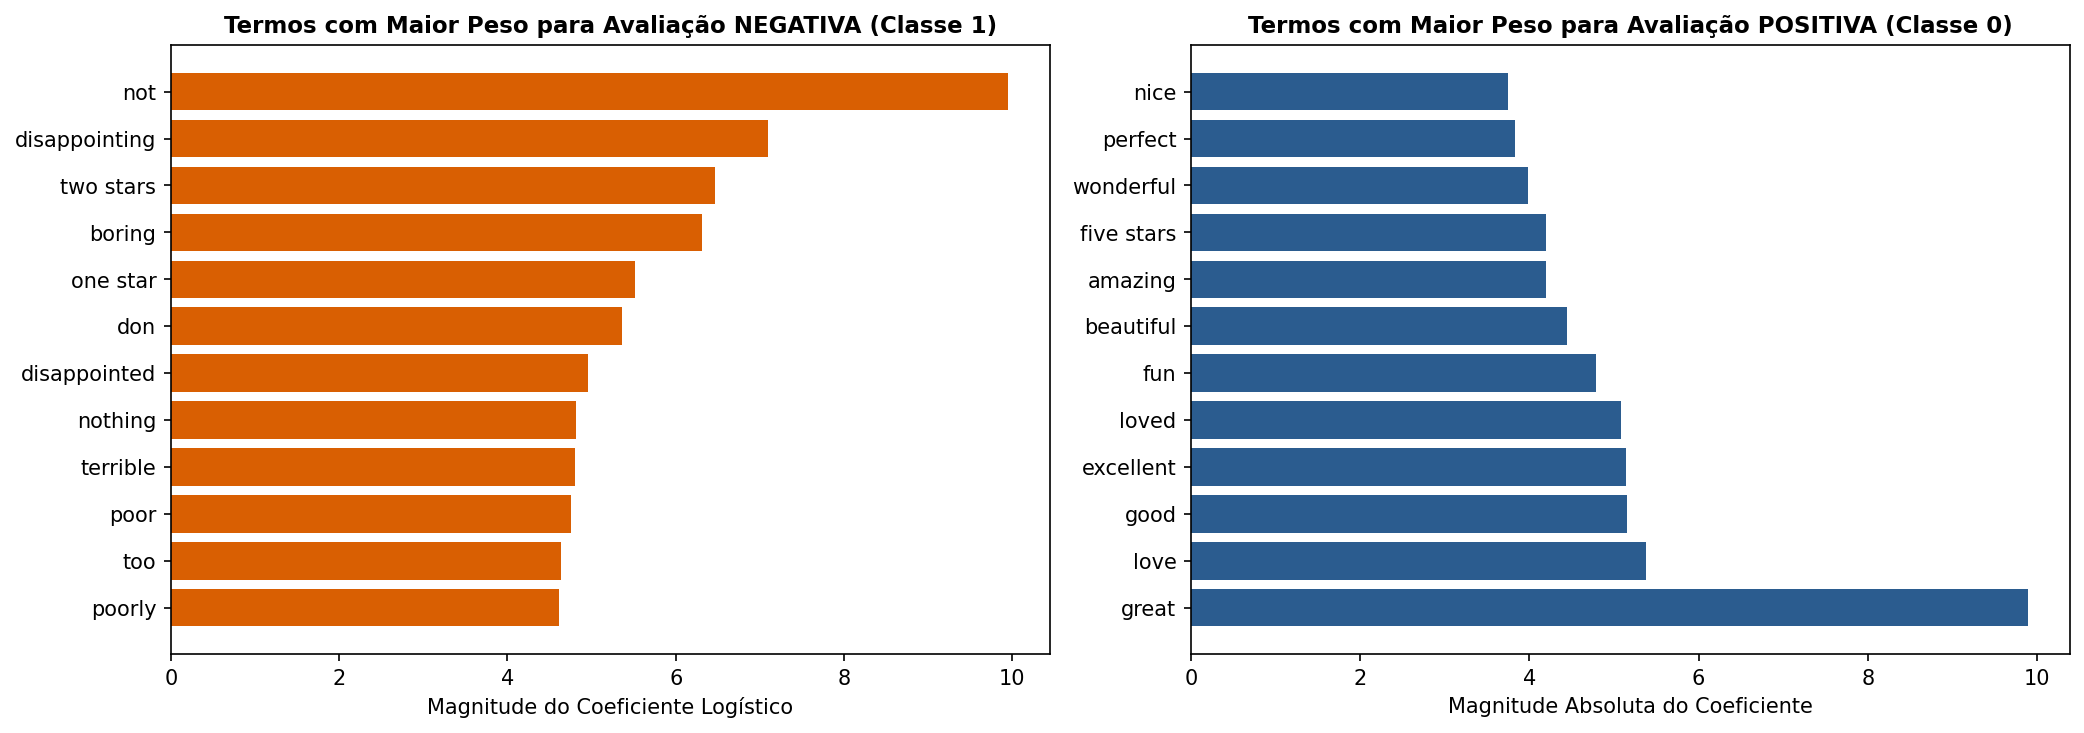 Termos com Maior Peso para Avaliação NEGATIVA (Classe 1)
not
disappointing
two stars
boring
one star
don
disappointed
nothing
terrible
poor
too
poorly
0 2 4 6 8 10
Magnitude do Coeficiente Logístico
Termos com Maior Peso para Avaliação POSITIVA (Classe 0)
nice
perfect
wonderful
five stars
amazing
beautiful
fun
loved
excellent
good
love
great
0 2 4 6 8 10
Magnitude Absoluta do Coeficiente